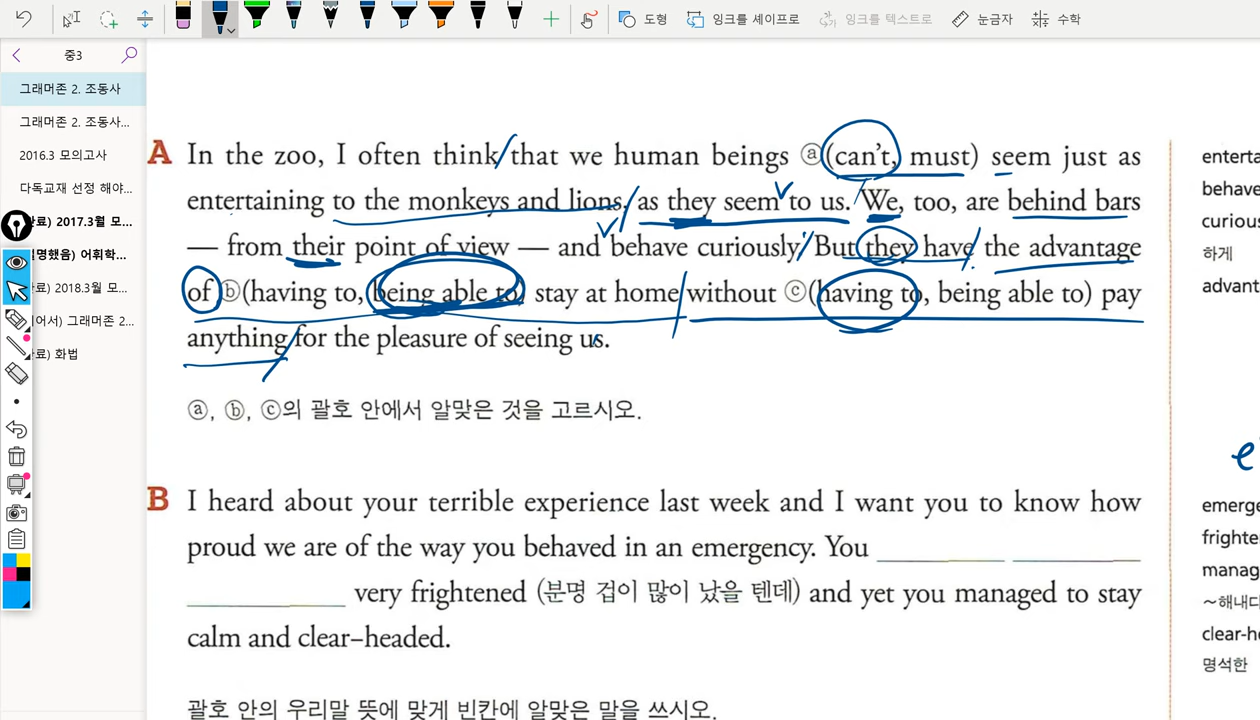 도형
잉크를 셰이프로
잉크를 텍스트로
눈금자
수학
중3
그래머존 2. 조동사
그래머존 2. 조동사...
2016.3 모의고사
다독교재 선정 해야...
료) 2017.3월 모...
명했음) 어휘학...
료) 2018.3월 모...
어서) 그래머존 2...
료) 화법
A In the zoo, I often think that we human beings ⓐ(can't, must) seem just as
entertaining to the monkeys and lions, as they seem to us. We, too, are behind bars
— from their point of view — and behave curiously. But they have the advantage
of ⓑ(having to, being able to) stay at home without ⓒ(having to, being able to) pay
anything for the pleasure of seeing us.
ⓐ, ⓑ, ⓒ의 괄호 안에서 알맞은 것을 고르시오.
B I heard about your terrible experience last week and I want you to know how
proud we are of the way you behaved in an emergency. You
very frightened (분명 겁이 많이 났을 텐데) and yet you managed to stay
calm and clear-headed.
괄호 안의 우리말 뜻에 맞게 빈칸에 알맞은 말을 쓰시오.
enterta
behave
curious
하게
advant
e
emerge
frighte
manag
~해내다
clear-he
명석한